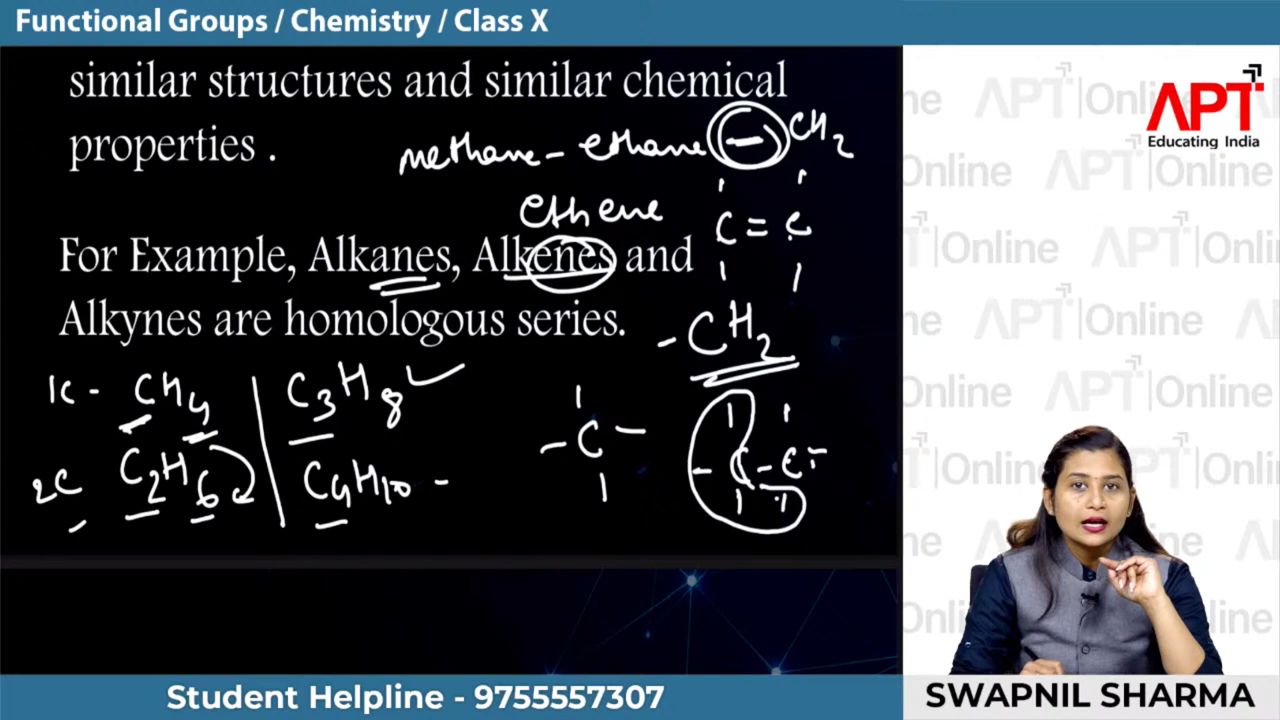 Functional Groups / Chemistry / Class X
APT
Educating India
similar structures and similar chemical
properties .
methane - ethane - CH2
ethene
C = C
For Example, Alkanes, Alkenes and
Alkynes are homologous series.
- CH2
1C - CH4
C3H8
2C C2H6
C4H10 -
- C -
- C - C -
APT Online
Student Helpline - 9755557307
SWAPNIL SHARMA